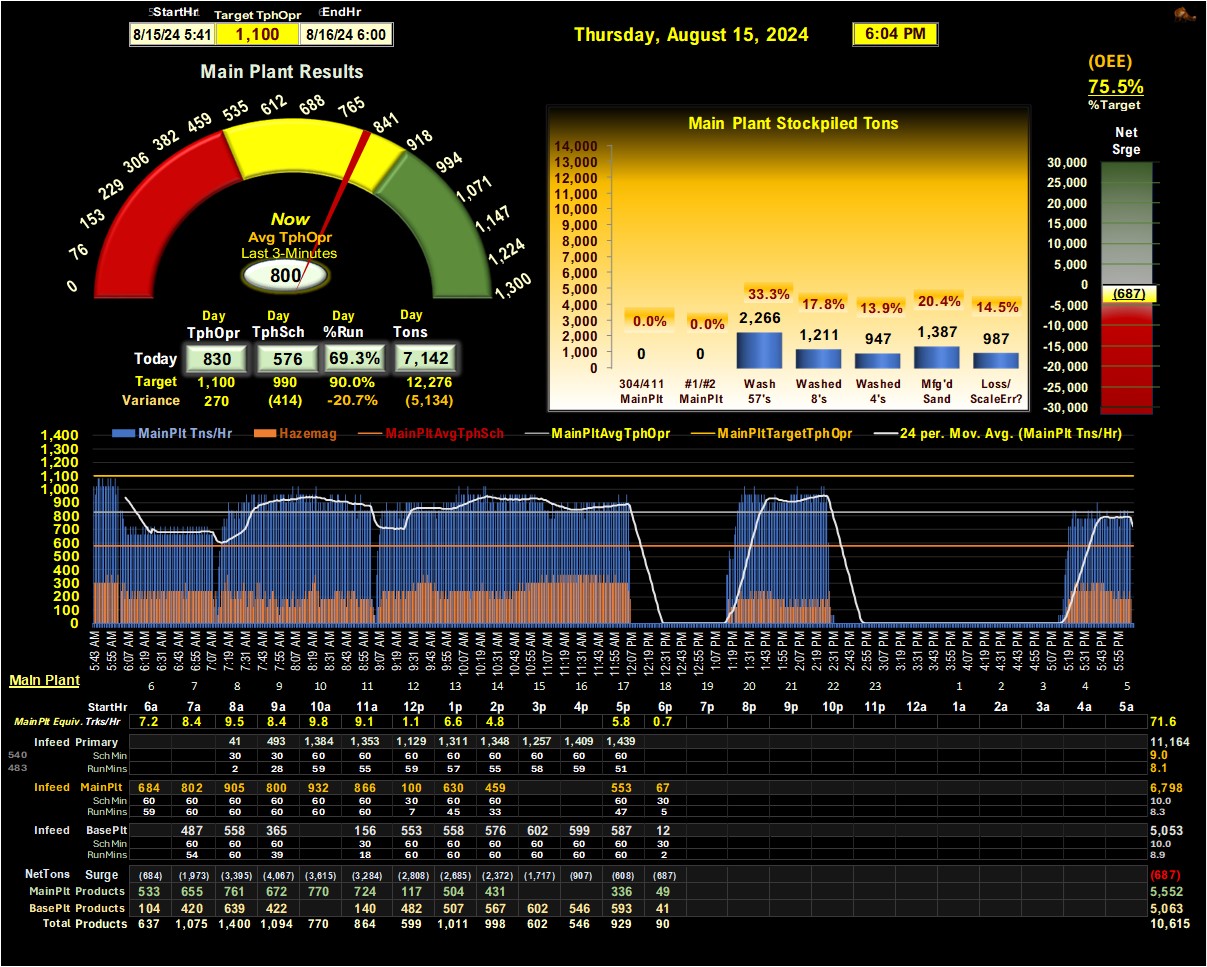 StartHr Target TphOpr EndHr
8/15/24 5:41 1,100 8/16/24 6:00
Thursday, August 15, 2024 6:04 PM
(OEE)
75.5%
%Target
Main Plant Results
0 76 153 229 306 382 459 535 612 688 765 841 918 994 1,071 1,147 1,224 1,300
Now
Avg TphOpr
Last 3-Minutes
800
Day Day Day Day
TphOpr TphSch %Run Tons
Today 830 576 69.3% 7,142
Target 1,100 990 90.0% 12,276
Variance 270 (414) -20.7% (5,134)
Main Plant Stockpiled Tons
14,000
13,000
12,000
11,000
10,000
9,000
8,000
7,000
6,000
5,000
4,000
3,000
2,000
1,000
0
0.0% 0.0% 33.3% 17.8% 13.9% 20.4% 14.5%
0 0 2,266 1,211 947 1,387 987
304/411 #1/#2 Wash Washed Washed Mfg'd Loss/
MainPlt MainPlt 57's 8's 4's Sand ScaleErr?
Net
Srge
30,000
25,000
20,000
15,000
10,000
5,000
0
(687)
-5,000
-10,000
-15,000
-20,000
-25,000
-30,000
MainPlt Tns/Hr Hazemag MainPltAvgTphSch MainPltAvgTphOpr MainPltTargetTphOpr 24 per. Mov. Avg. (MainPlt Tns/Hr)
1,400
1,300
1,200
1,100
1,000
900
800
700
600
500
400
300
200
100
0
5:43 AM 5:55 AM 6:07 AM 6:19 AM 6:31 AM 6:43 AM 6:55 AM 7:07 AM 7:19 AM 7:31 AM 7:43 AM 7:55 AM 8:07 AM 8:19 AM 8:31 AM 8:43 AM 8:55 AM 9:07 AM 9:19 AM 9:31 AM 9:43 AM 9:55 AM 10:07 AM 10:19 AM 10:31 AM 10:43 AM 10:55 AM 11:07 AM 11:19 AM 11:31 AM 11:43 AM 11:55 AM 12:07 PM 12:19 PM 12:31 PM 12:43 PM 12:55 PM 1:07 PM 1:19 PM 1:31 PM 1:43 PM 1:55 PM 2:07 PM 2:19 PM 2:31 PM 2:43 PM 2:55 PM 3:07 PM 3:19 PM 3:31 PM 3:43 PM 3:55 PM 4:07 PM 4:19 PM 4:31 PM 4:43 PM 4:55 PM 5:07 PM 5:19 PM 5:31 PM 5:43 PM 5:55 PM
Main Plant 6 7 8 9 10 11 12 13 14 15 16 17 18 19 20 21 22 23 1 2 3 4 5
StartHr 6a 7a 8a 9a 10a 11a 12p 1p 2p 3p 4p 5p 6p 7p 8p 9p 10p 11p 12a 1a 2a 3a 4a 5a
MainPlt Equiv. Trks/Hr 7.2 8.4 9.5 8.4 9.8 9.1 1.1 6.6 4.8 5.8 0.7 71.6
Infeed Primary 41 493 1,384 1,353 1,129 1,311 1,348 1,257 1,409 1,439 11,164
540 Sch Min 30 30 60 60 60 60 60 60 60 60 9.0
483 RunMins 2 28 59 55 59 57 55 58 59 51 8.1
Infeed MainPlt 684 802 905 800 932 866 100 630 459 553 67 6,798
Sch Min 60 60 60 60 60 60 30 60 60 60 30 10.0
RunMins 59 60 60 60 60 60 7 45 33 47 5 8.3
Infeed BasePlt 487 558 365 156 553 558 576 602 599 587 12 5,053
Sch Min 60 60 60 30 60 60 60 60 60 60 30 10.0
RunMins 54 60 39 18 60 60 60 60 60 60 2 8.9
NetTons Surge (684) (1,973) (3,395) (4,067) (3,615) (3,284) (2,808) (2,685) (2,372) (1,717) (907) (608) (687) (687)
MainPlt Products 533 655 761 672 770 724 117 504 431 336 49 5,552
BasePlt Products 104 420 639 422 140 482 507 567 602 546 593 41 5,063
Total Products 637 1,075 1,400 1,094 770 864 599 1,011 998 602 546 929 90 10,615